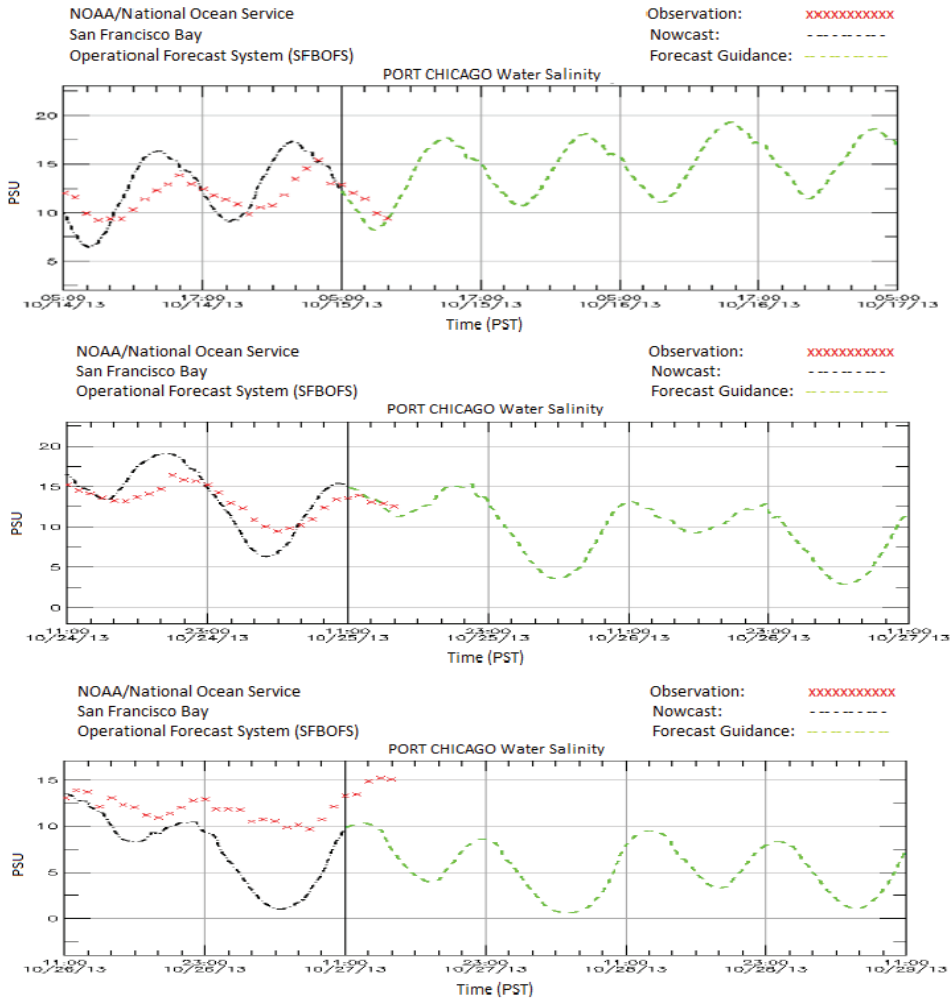 NOAA/National Ocean Service Observation: xxxxxxxxxxx
San Francisco Bay Nowcast:
Operational Forecast System (SFBOFS) Forecast Guidance:
PORT CHICAGO Water Salinity
20
15
10
5
PSU
05:00 17:00 05:00 15:00 05:00 17:00 05:00
10/14/13 10/14/13 10/15/13 10/15/13 10/16/13 10/16/13 10/17/13
Time (PST)
NOAA/National Ocean Service Observation: xxxxxxxxxxx
San Francisco Bay Nowcast:
Operational Forecast System (SFBOFS) Forecast Guidance:
PORT CHICAGO Water Salinity
20
15
10
5
0
PSU
11:00 23:00 11:00 23:00 11:00 23:00 11:00
10/24/13 10/24/13 10/25/13 10/25/13 10/26/13 10/26/13 10/27/13
Time (PST)
NOAA/National Ocean Service Observation: xxxxxxxxxxx
San Francisco Bay Nowcast:
Operational Forecast System (SFBOFS) Forecast Guidance:
PORT CHICAGO Water Salinity
15
10
5
0
PSU
11:00 23:00 11:00 23:00 11:00 23:00 11:00
10/26/13 10/26/13 10/27/13 10/27/13 10/28/13 10/28/13 10/29/13
Time (PST)